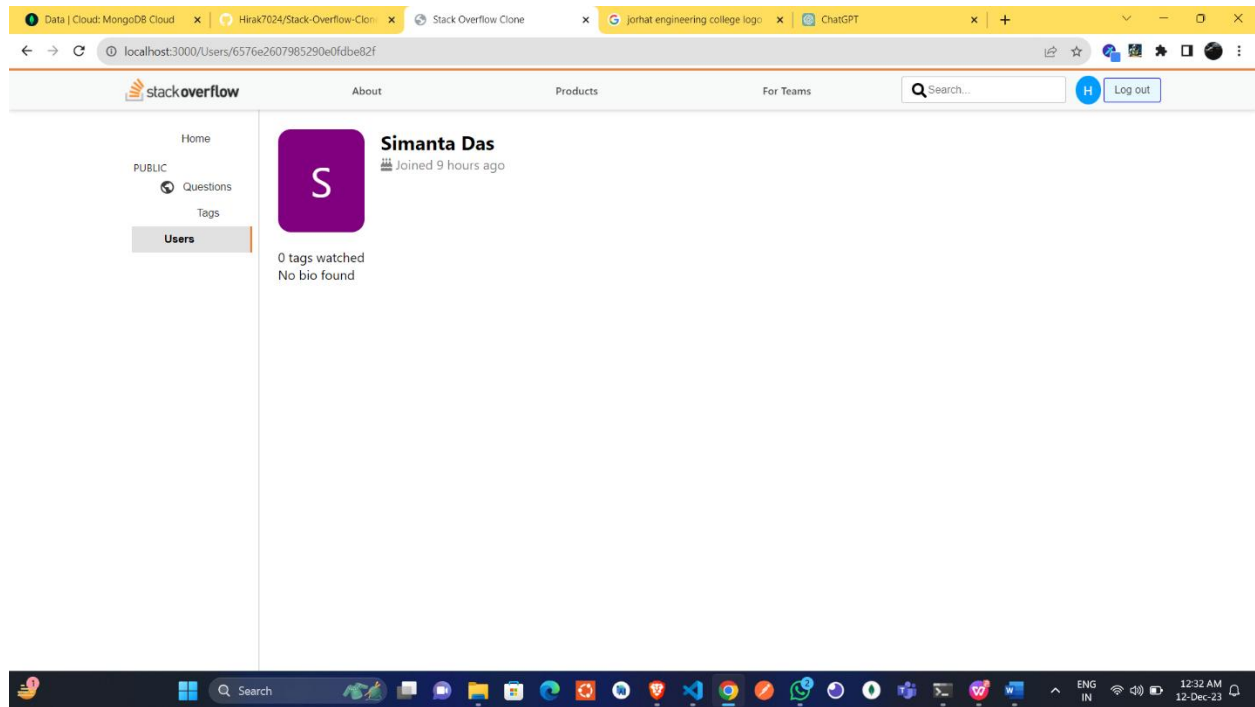 Data | Cloud: MongoDB Cloud
Hirak7024/Stack-Overflow-Clon
Stack Overflow Clone
jorhat engineering college logo
ChatGPT
localhost:3000/Users/6576e2607985290e0fdbe82f
stackoverflow
About
Products
For Teams
Search...
H
Log out
Home
PUBLIC
Questions
Tags
Users
S
Simanta Das
Joined 9 hours ago
0 tags watched
No bio found
1
Search
2
ENG
IN
12:32 AM
12-Dec-23